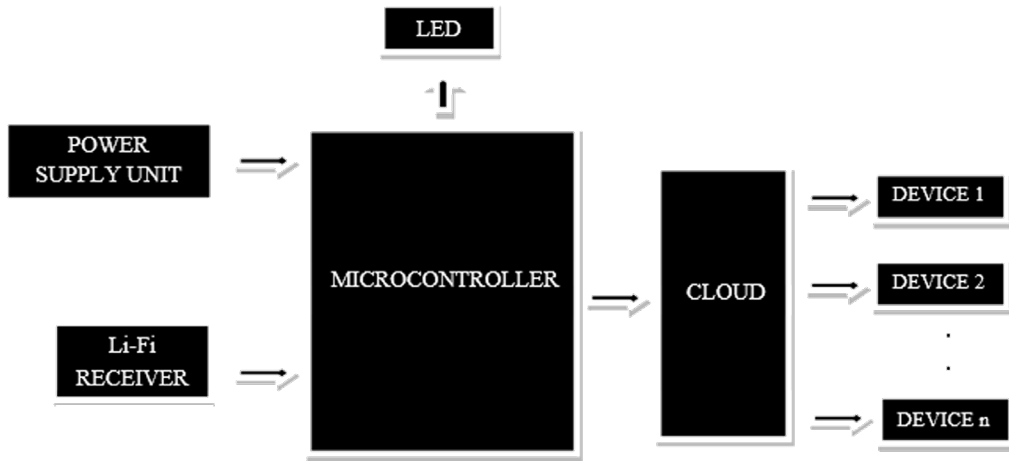 LED
POWER
SUPPLY UNIT
MICROCONTROLLER
Li-Fi
RECEIVER
CLOUD
DEVICE 1
DEVICE 2
.
.
DEVICE n